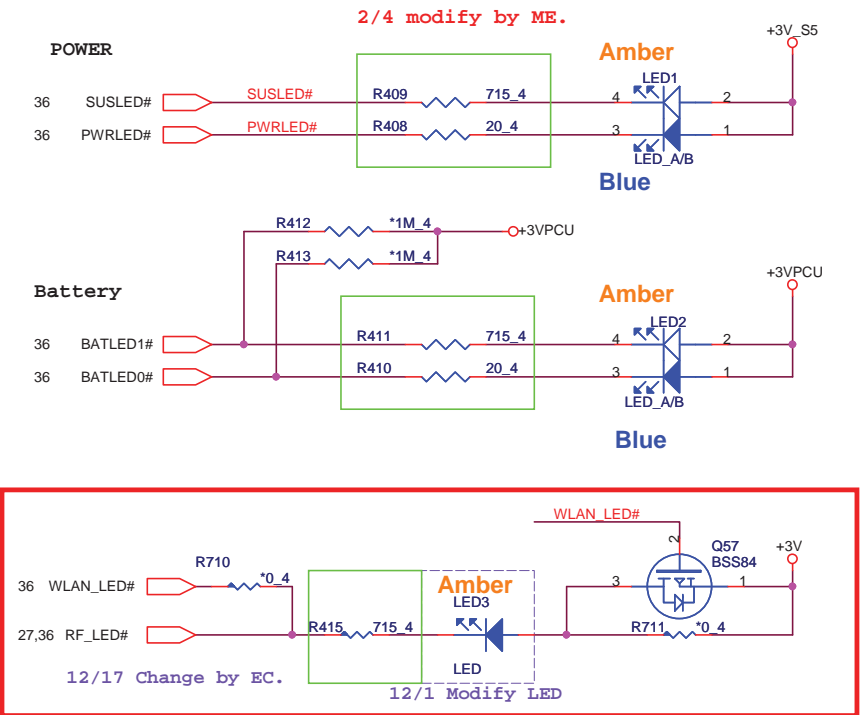 2/4 modify by ME.
POWER
Amber
+3V_S5
LED1
36 SUSLED# SUSLED# R409 715_4 4 2
36 PWRLED# PWRLED# R408 20_4 3 1
LED_A/B
Blue
R412 *1M_4 +3VPCU
R413 *1M_4
Battery
Amber
+3VPCU
LED2
36 BATLED1# R411 715_4 4 2
36 BATLED0# R410 20_4 3 1
LED_A/B
Blue
WLAN_LED#
2
Q57
BSS84
+3V
R710
36 WLAN_LED# *0_4
Amber
LED3
3 1
27,36 RF_LED# R415 715_4
R711 *0_4
LED
12/17 Change by EC.
12/1 Modify LED